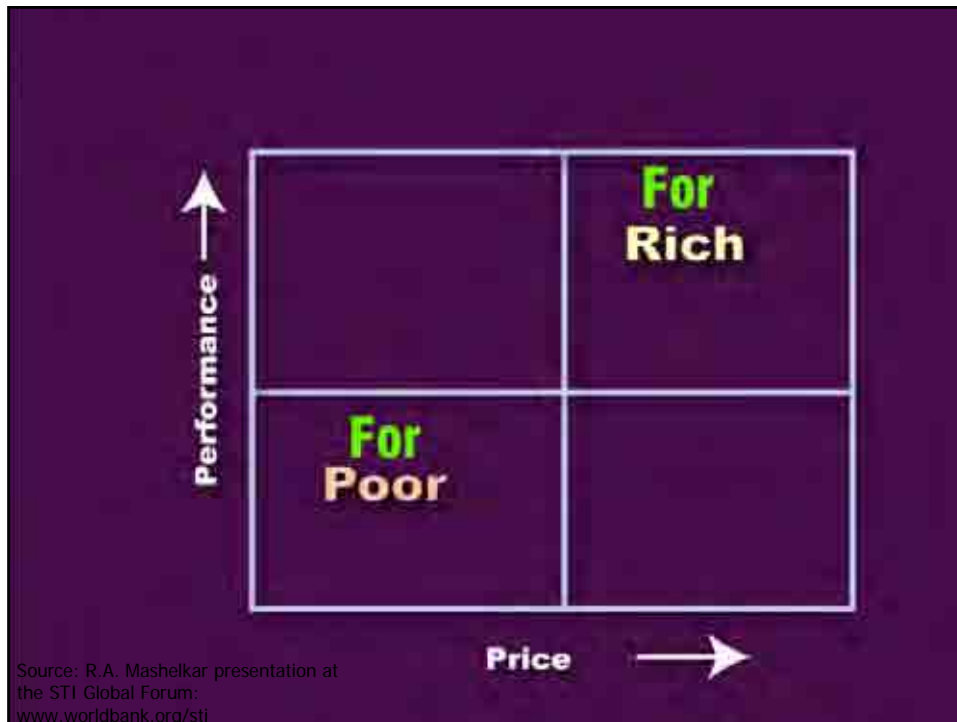 For
Rich
Performance
For
Poor
Price
Source: R.A. Mashelkar presentation at
the STI Global Forum:
www.worldbank.org/sti